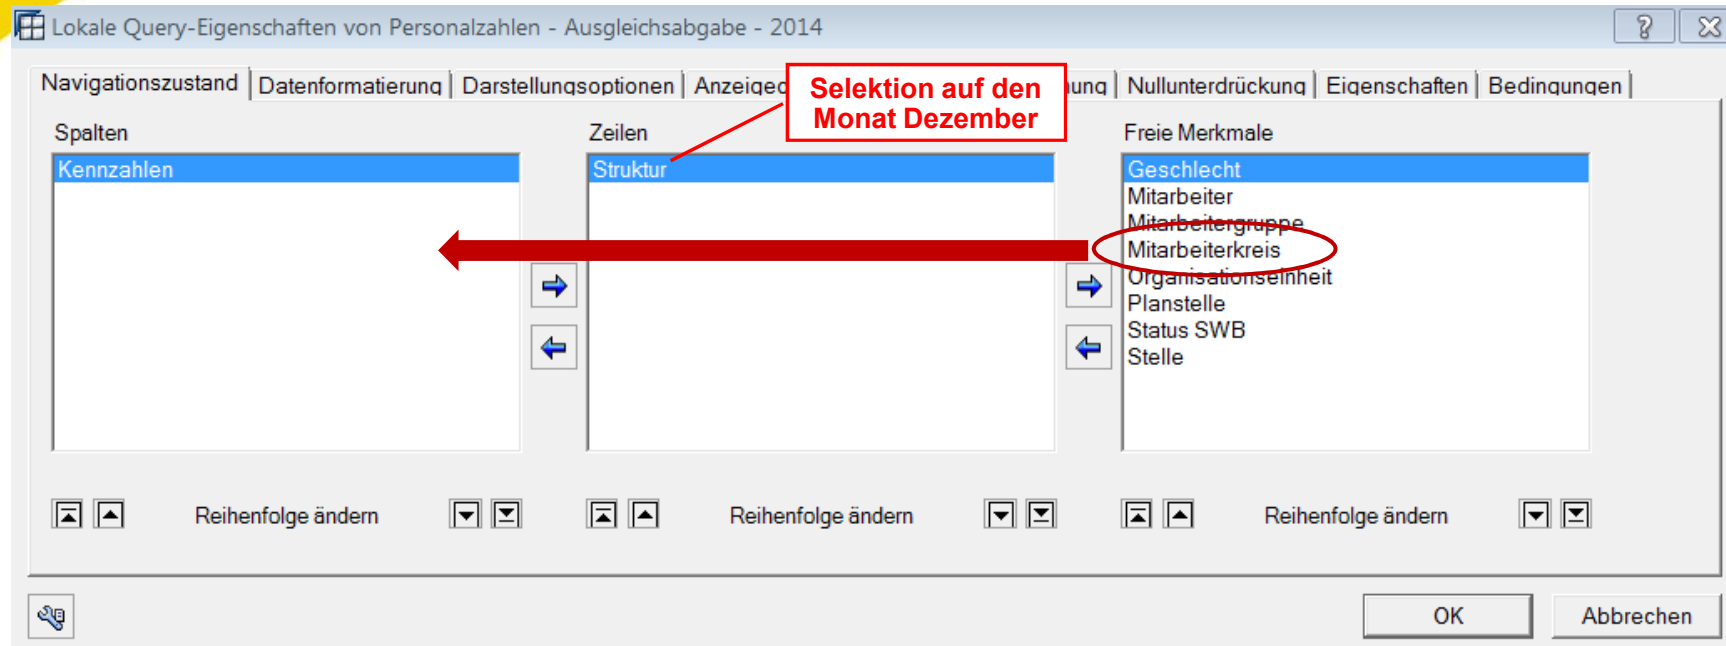 Lokale Query-Eigenschaften von Personalzahlen - Ausgleichsabgabe - 2014
Navigationszustand Datenformatierung Darstellungsoptionen Nullunterdrückung Eigenschaften Bedingungen
Selektion auf den
Monat Dezember
Spalten
Kennzahlen
Zeilen
Struktur
Freie Merkmale
Geschlecht
Mitarbeiter
Mitarbeitergruppe
Mitarbeiterkreis
Organisationseinheit
Planstelle
Status SWB
Stelle
Reihenfolge ändern Reihenfolge ändern Reihenfolge ändern
OK Abbrechen